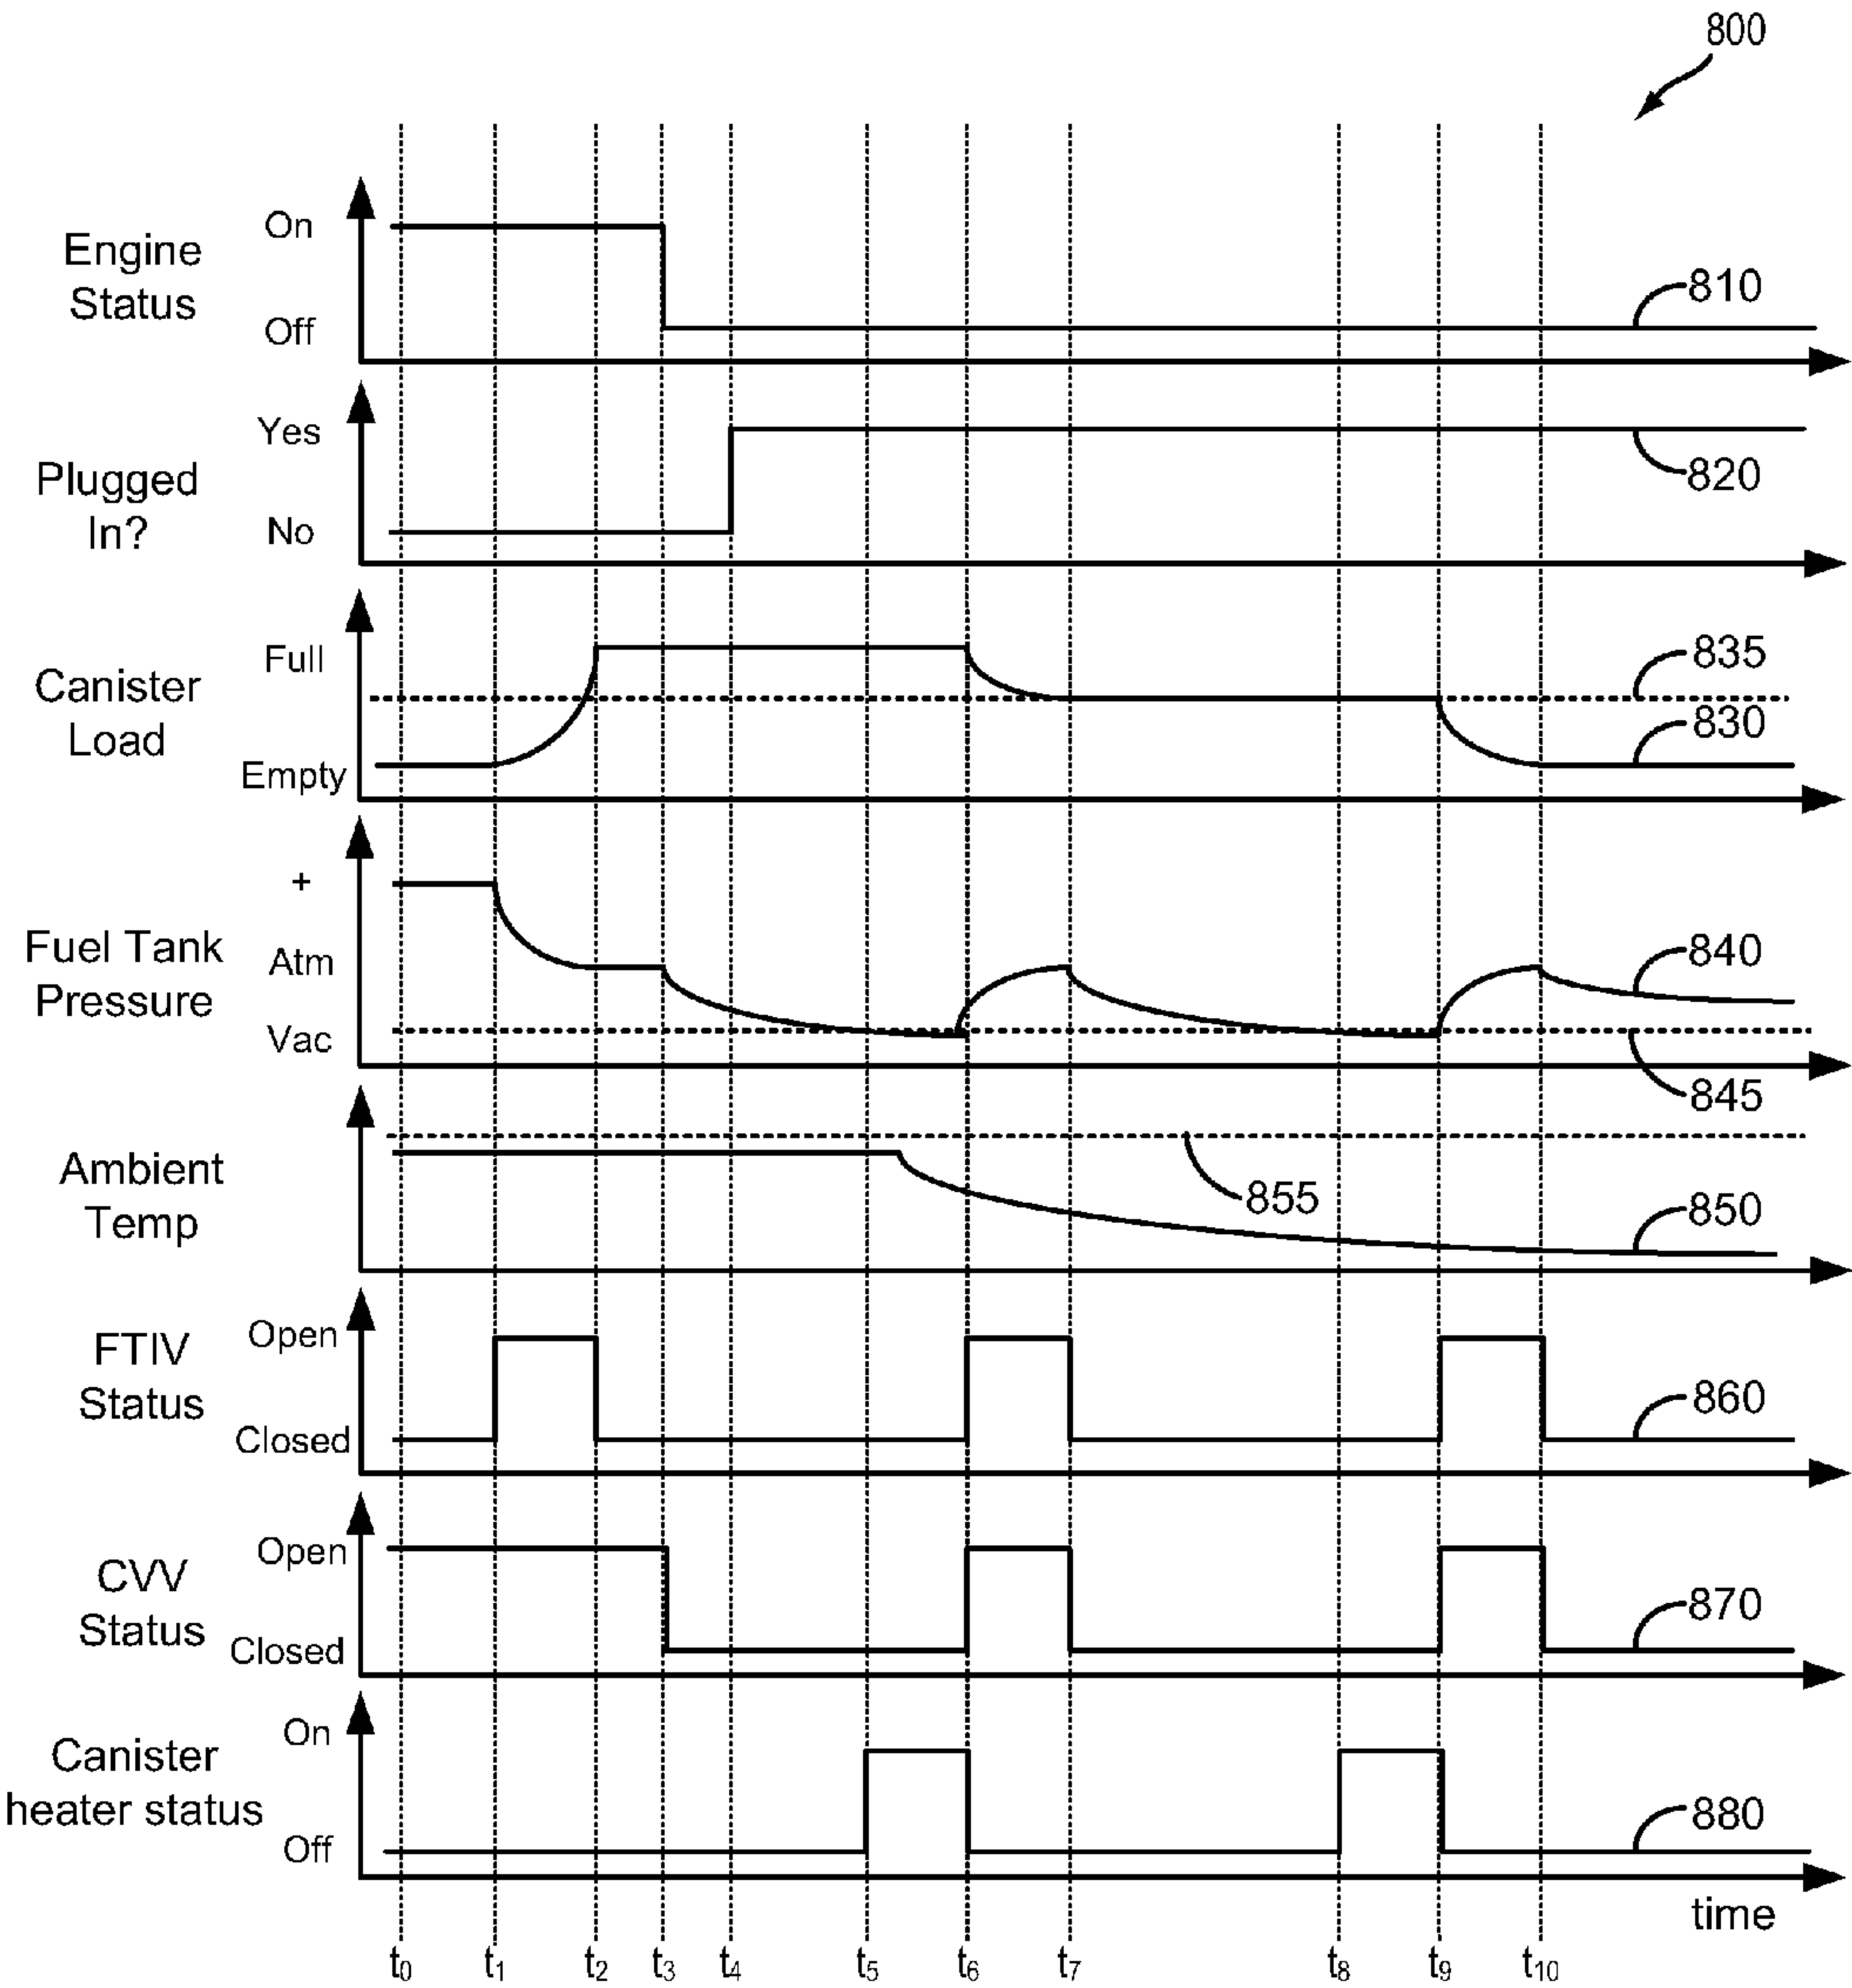 800
Engine
Status
On
Off
810
Plugged
In?
Yes
No
820
Canister
Load
Full
Empty
835
830
Fuel Tank
Pressure
+
Atm
Vac
840
845
Ambient
Temp
855
850
FTIV
Status
Open
Closed
860
CVV
Status
Open
Closed
870
Canister
heater status
On
Off
880
time
t0 t1 t2 t3 t4 t5 t6 t7 t8 t9 t10